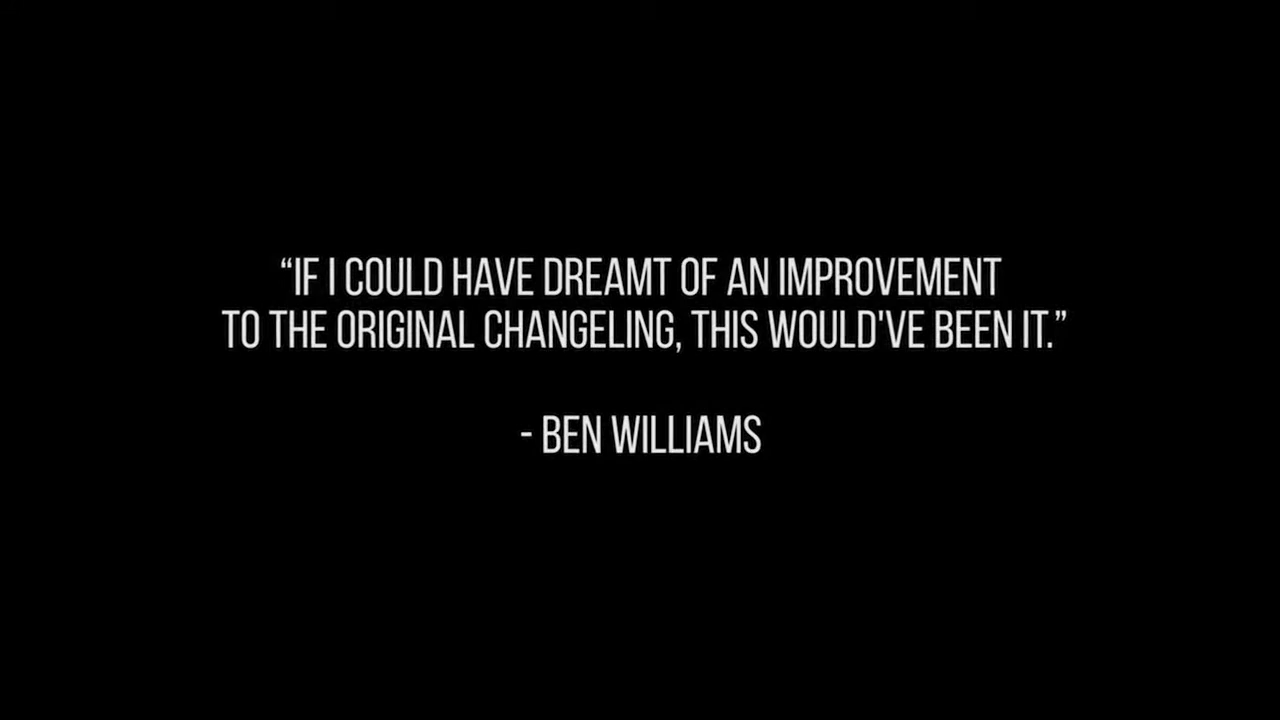 “IF I COULD HAVE DREAMT OF AN IMPROVEMENT
TO THE ORIGINAL CHANGELING, THIS WOULD'VE BEEN IT.”
- BEN WILLIAMS